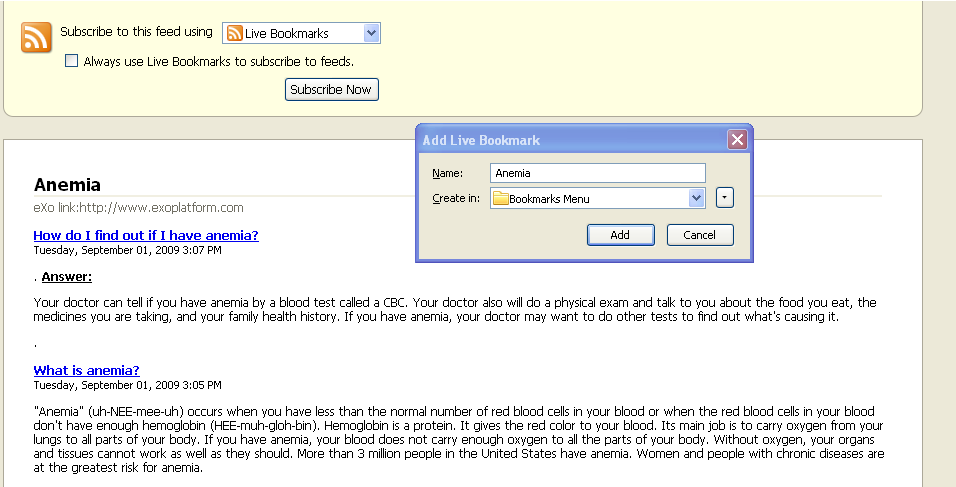 Subscribe to this feed using Live Bookmarks
Always use Live Bookmarks to subscribe to feeds.
Subscribe Now
Add Live Bookmark
Name: Anemia
Create in: Bookmarks Menu
Add Cancel
Anemia
eXo link:http://www.exoplatform.com
How do I find out if I have anemia?
Tuesday, September 01, 2009 3:07 PM
. Answer:
Your doctor can tell if you have anemia by a blood test called a CBC. Your doctor also will do a physical exam and talk to you about the food you eat, the
medicines you are taking, and your family health history. If you have anemia, your doctor may want to do other tests to find out what's causing it.
.
What is anemia?
Tuesday, September 01, 2009 3:05 PM
"Anemia" (uh-NEE-mee-uh) occurs when you have less than the normal number of red blood cells in your blood or when the red blood cells in your blood
don't have enough hemoglobin (HEE-muh-gloh-bin). Hemoglobin is a protein. It gives the red color to your blood. Its main job is to carry oxygen from your
lungs to all parts of your body. If you have anemia, your blood does not carry enough oxygen to all the parts of your body. Without oxygen, your organs
and tissues cannot work as well as they should. More than 3 million people in the United States have anemia. Women and people with chronic diseases are
at the greatest risk for anemia.